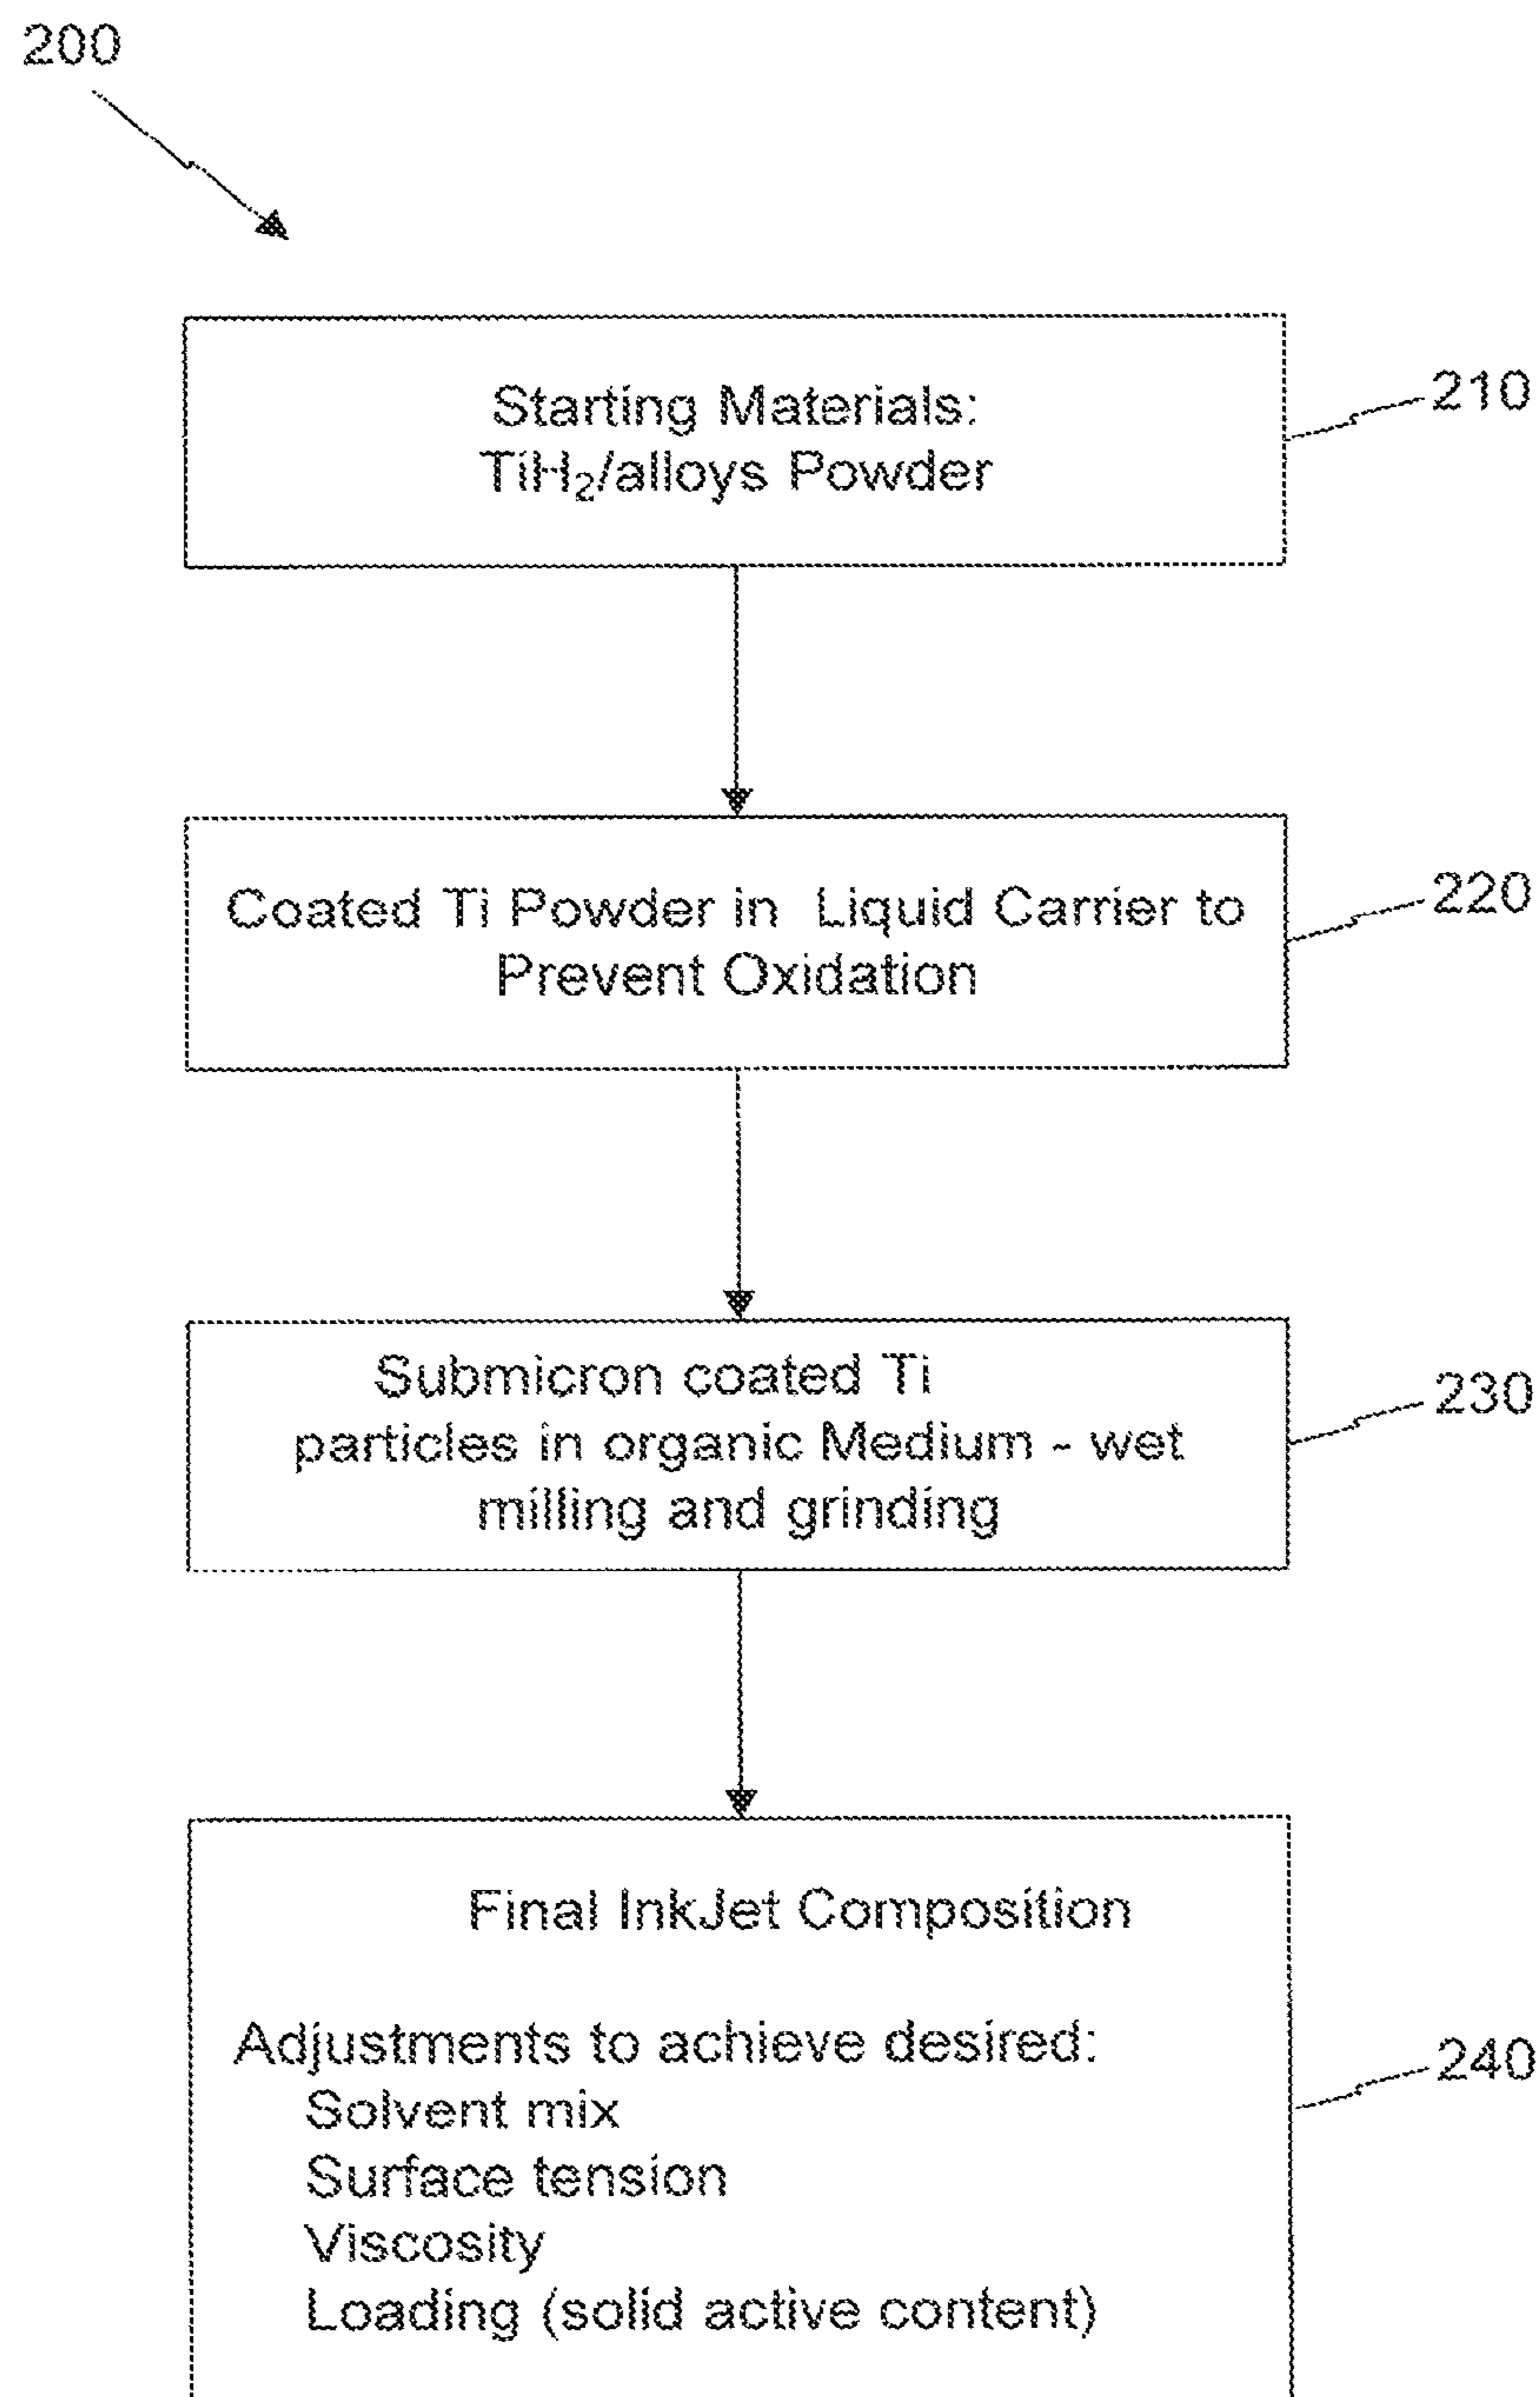 200
Starting Materials:
TiH₂/alloys Powder
210
Coated Ti Powder in Liquid Carrier to
Prevent Oxidation
220
Submicron coated Ti
particles in organic Medium - wet
milling and grinding
230
Final InkJet Composition
Adjustments to achieve desired:
Solvent mix
Surface tension
Viscosity
Loading (solid active content)
240